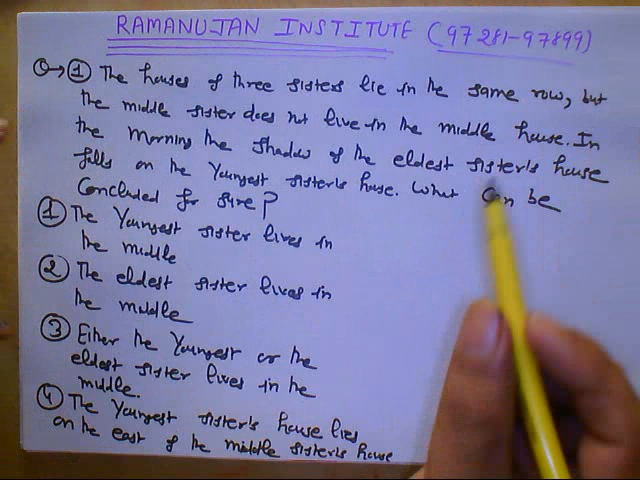 RAMANUJAN INSTITUTE (97281-97899)
Q→ ① The houses of three sisters lie in the same row, but
the middle sister does not live in the middle house. In
the morning the shadow of the eldest sister's house
falls on the Youngest sister's house. What can be
Concluded for sure?
① The Youngest sister lives in
the middle
② The eldest sister lives in
the middle
③ Either the Youngest or the
eldest sister lives in the
middle.
④ The Youngest sister's house lies
on the east of the middle sister's house